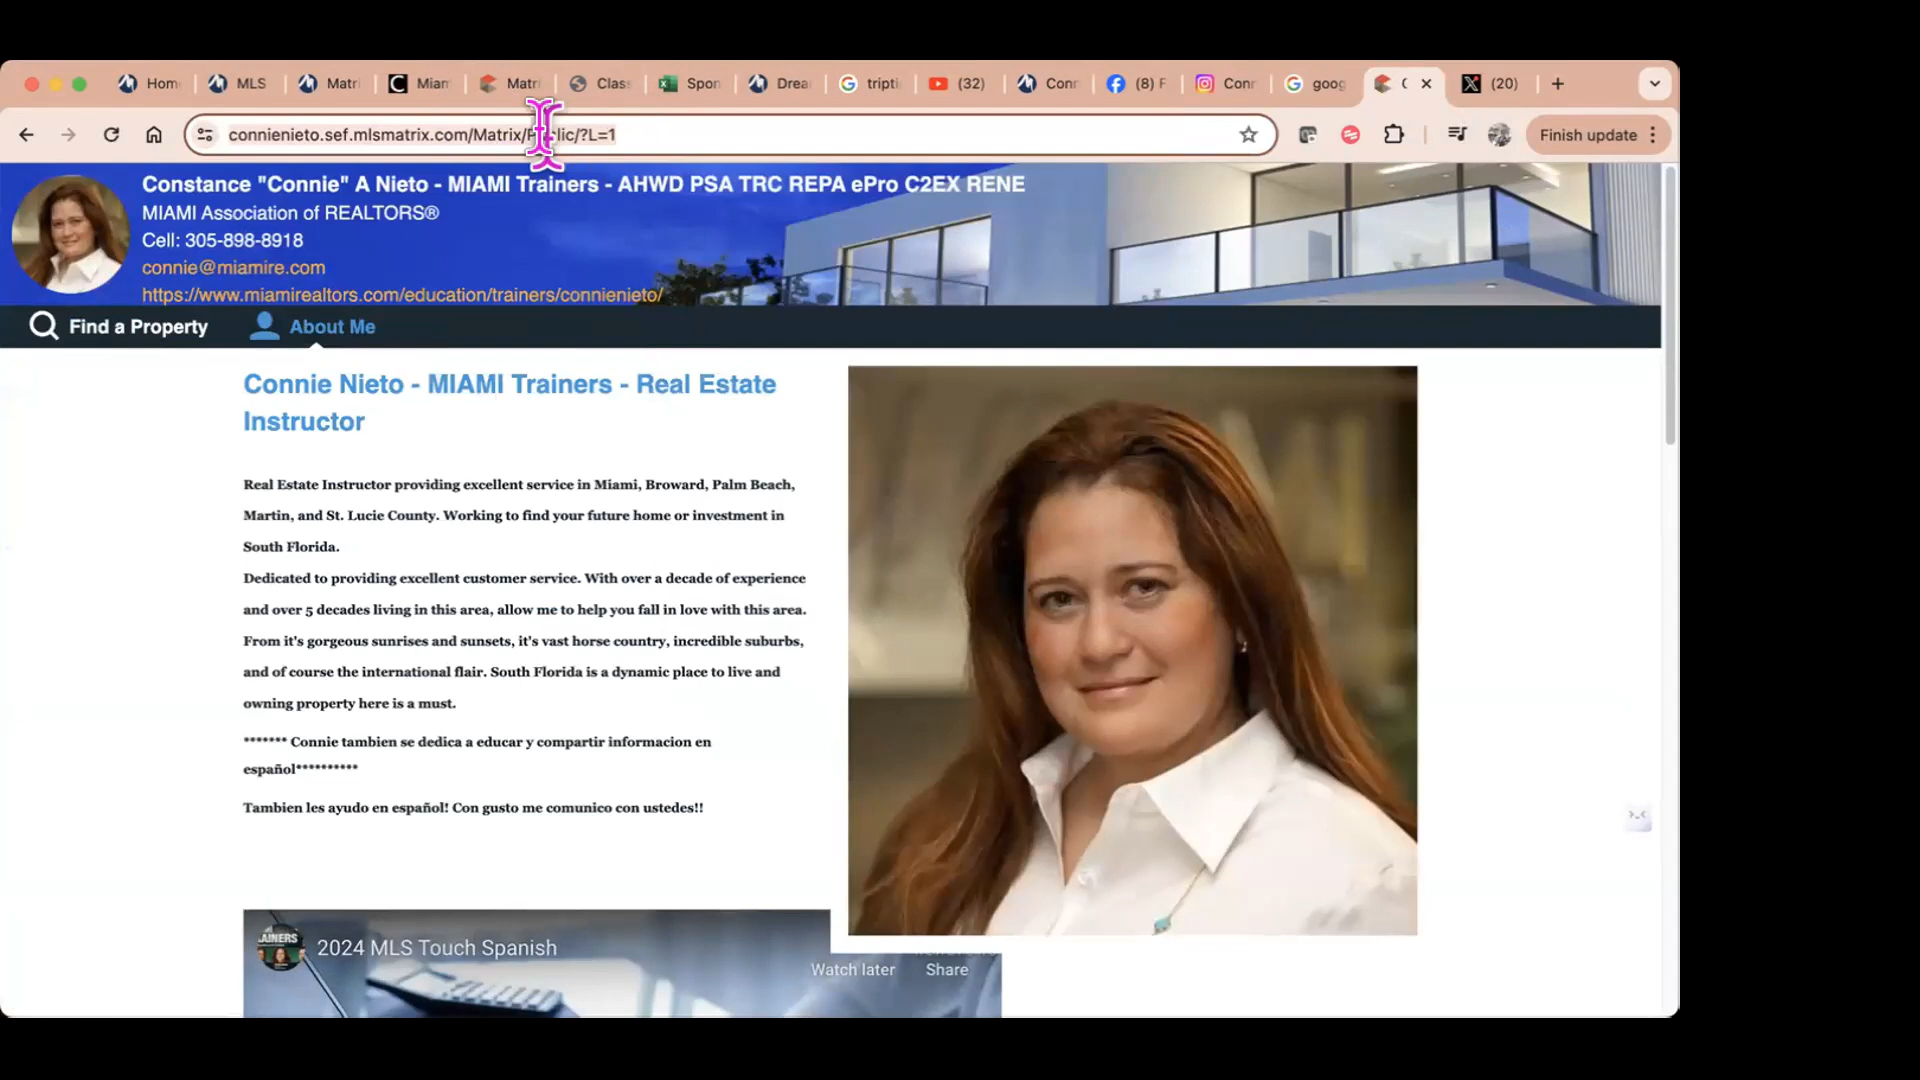 Hom
MLS
Matri
Miam
Matri
Class
Spon
Drea
tripti
(32)
Conn
(8) F
Conn
goog
(20)
connienieto.sef.mlsmatrix.com/Matrix/Public/?L=1
Finish update
Constance "Connie" A Nieto - MIAMI Trainers - AHWD PSA TRC REPA ePro C2EX RENE
MIAMI Association of REALTORS®
Cell: 305-898-8918
connie@miamire.com
https://www.miamirealtors.com/education/trainers/connienieto/
Find a Property
About Me
Connie Nieto - MIAMI Trainers - Real Estate
Instructor
Real Estate Instructor providing excellent service in Miami, Broward, Palm Beach,
Martin, and St. Lucie County. Working to find your future home or investment in
South Florida.
Dedicated to providing excellent customer service. With over a decade of experience
and over 5 decades living in this area, allow me to help you fall in love with this area.
From it's gorgeous sunrises and sunsets, it's vast horse country, incredible suburbs,
and of course the international flair. South Florida is a dynamic place to live and
owning property here is a must.
******* Connie tambien se dedica a educar y compartir informacion en
español**********
Tambien les ayudo en español! Con gusto me comunico con ustedes!!
AINERS
2024 MLS Touch Spanish
Watch later
Share